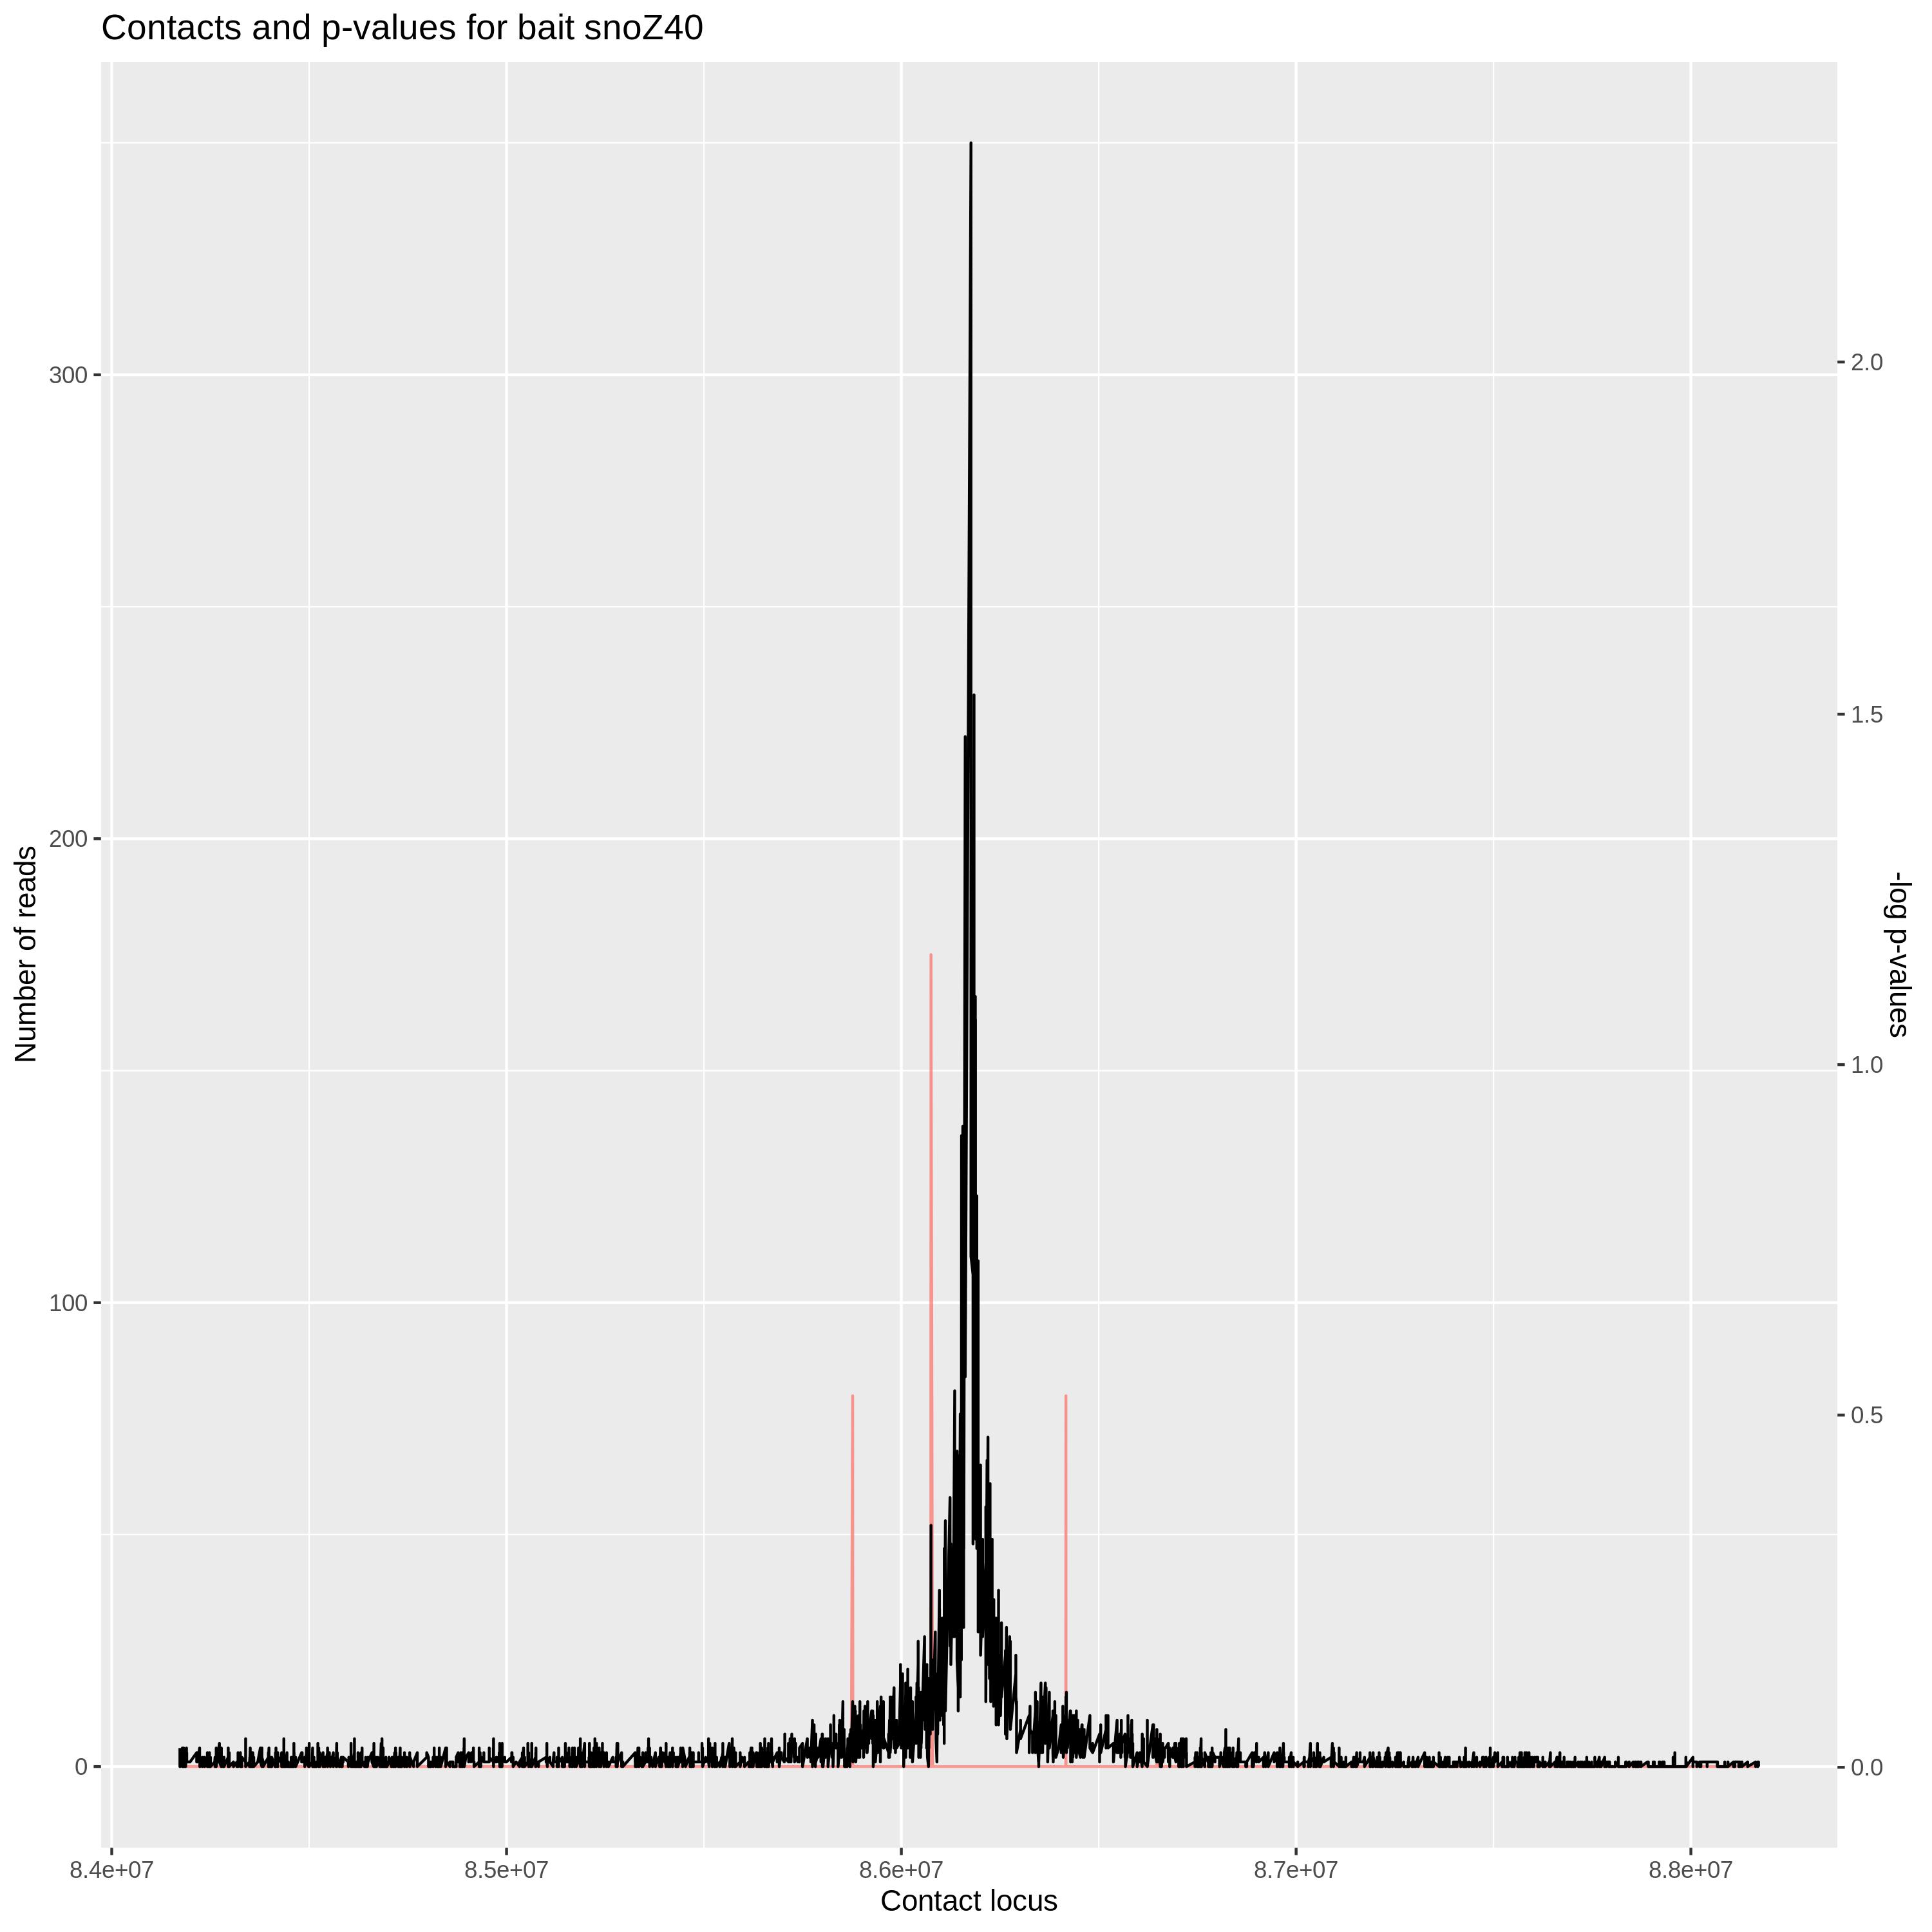 Contacts and p-values for bait snoZ40
300
200
100
0
Number of reads
2.0
1.5
1.0
0.5
0.0
-log p-values
8.4e+07
8.5e+07
8.6e+07
8.7e+07
8.8e+07
Contact locus